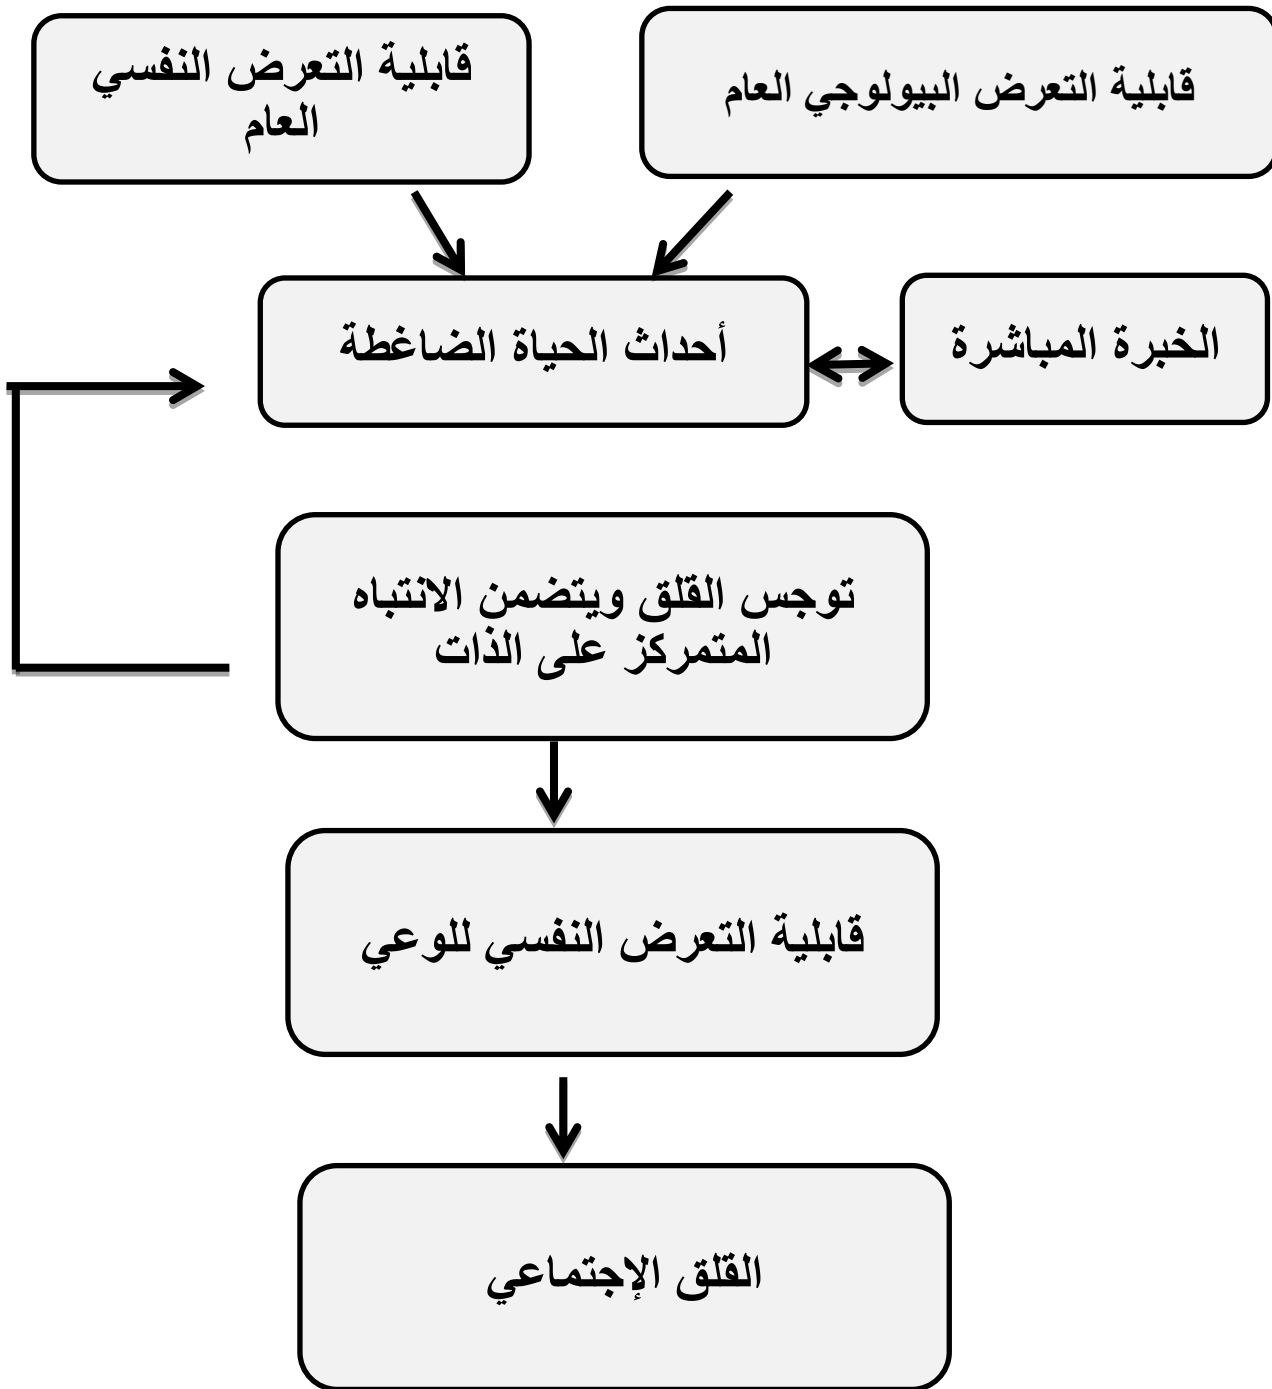 قابلية التعرض البيولوجي العام
قابلية التعرض النفسي
العام
الخبرة المباشرة
أحداث الحياة الضاغطة
توجس القلق ويتضمن الانتباه
المتمركز على الذات
قابلية التعرض النفسي للوعي
القلق الإجتماعي